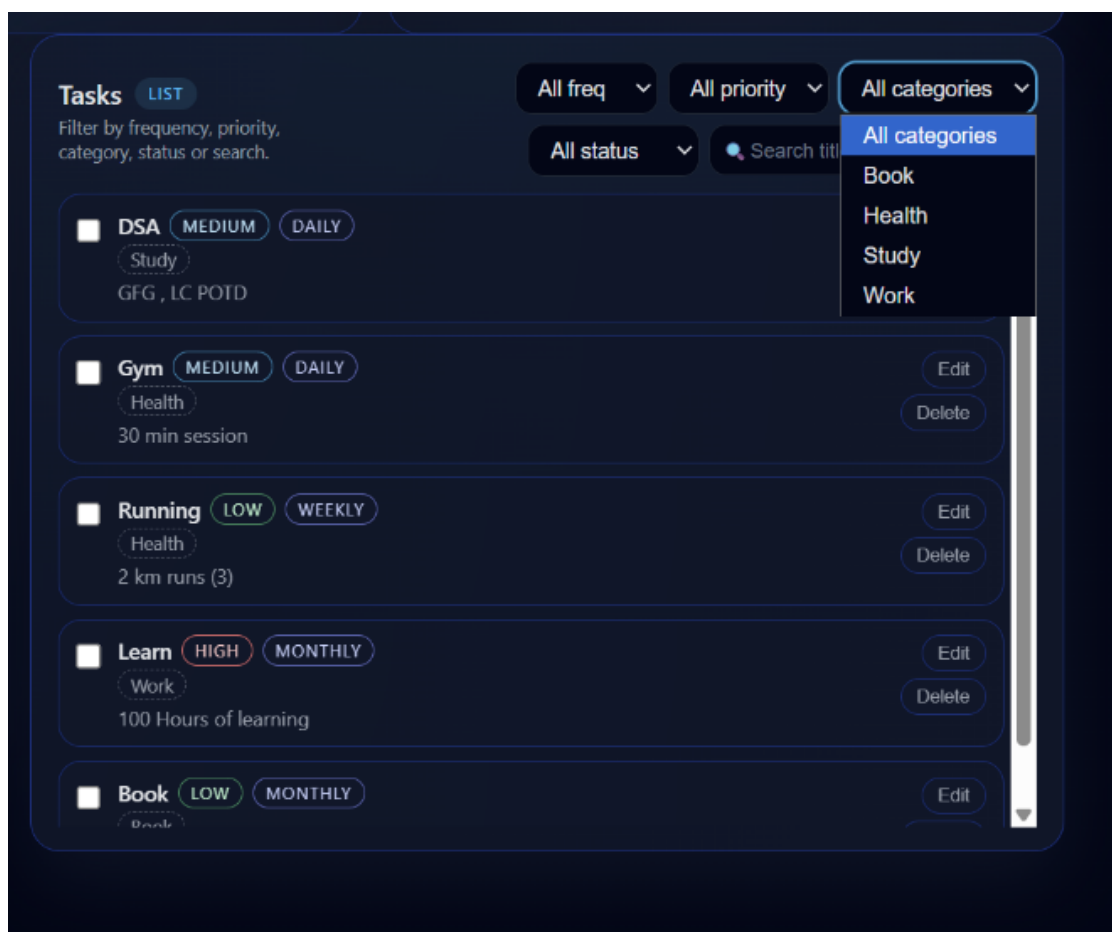 Tasks LIST
Filter by frequency, priority,
category, status or search.
All freq All priority All categories
All status Search
All categories
Book
Health
Study
Work
DSA MEDIUM DAILY
Study
GFG , LC POTD
Gym MEDIUM DAILY
Health
30 min session
Edit
Delete
Running LOW WEEKLY
Health
2 km runs (3)
Edit
Delete
Learn HIGH MONTHLY
Work
100 Hours of learning
Edit
Delete
Book LOW MONTHLY
Book
Edit